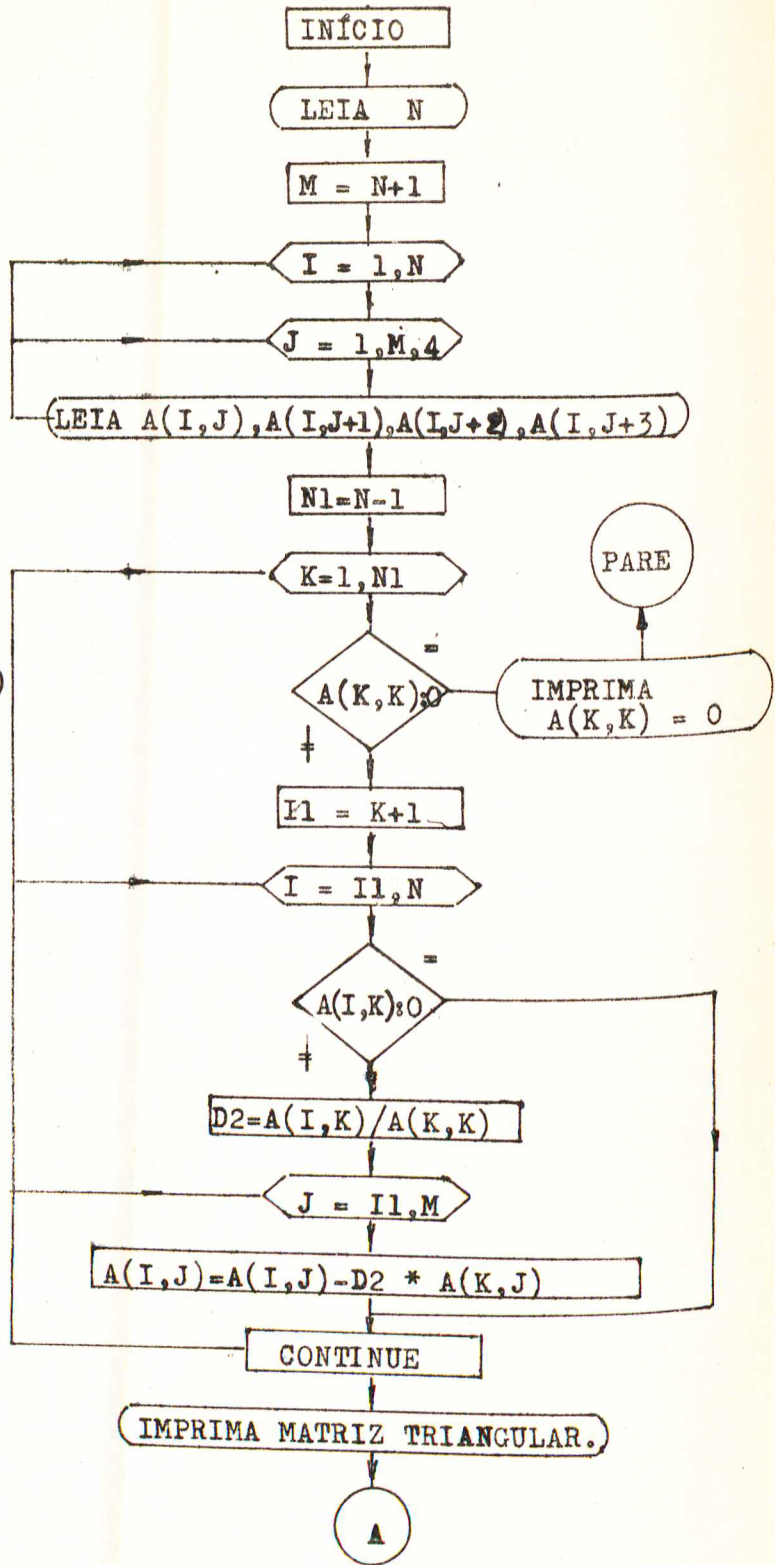 INÍCIO
LEIA N
M = N+1
I = 1,N
J = 1,M,4
LEIA A(I,J),A(I,J+1),A(I,J+2),A(I,J+3)
N1=N-1
K=1,N1
PARE
=
A(K,K):0
IMPRIMA
A(K,K) = 0
≠
I1 = K+1
I = I1,N
=
A(I,K):0
≠
D2=A(I,K)/A(K,K)
J = I1,M
A(I,J)=A(I,J)-D2 * A(K,J)
CONTINUE
IMPRIMA MATRIZ TRIANGULAR.
A